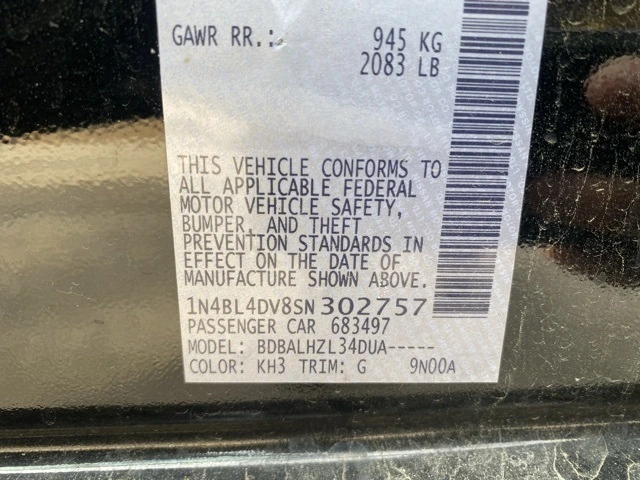 GAWR RR.: 945 KG
2083 LB
THIS VEHICLE CONFORMS TO
ALL APPLICABLE FEDERAL
MOTOR VEHICLE SAFETY,
BUMPER, AND THEFT
PREVENTION STANDARDS IN
EFFECT ON THE DATE OF
MANUFACTURE SHOWN ABOVE.
1N4BL4DV8SN302757
PASSENGER CAR 683497
MODEL: BDBALHZL34DUA-----
COLOR: KH3 TRIM: G 9N00A